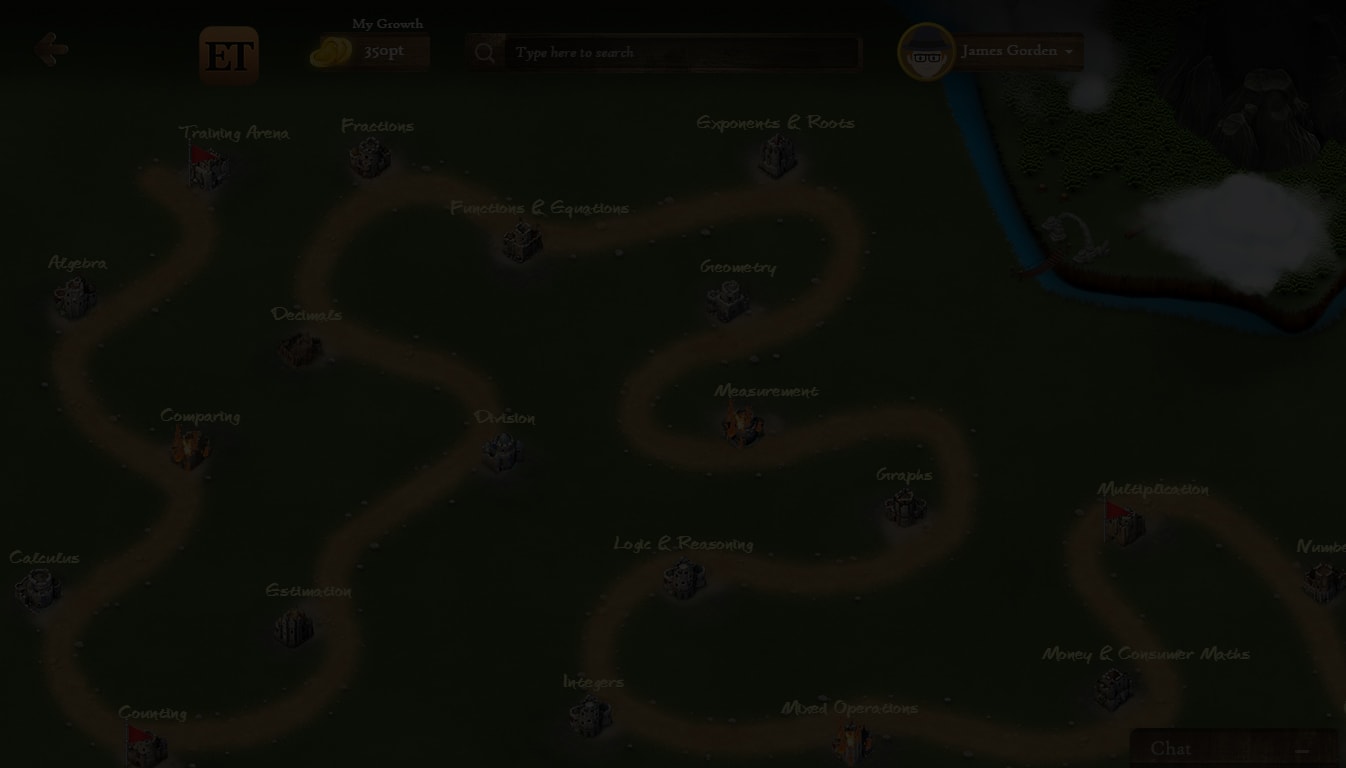 My Growth
ET
350pt
Type here to search
James Gorden
Training Arena
Fractions
Exponents & Roots
Functions & Equations
Algebra
Geometry
Decimals
Measurement
Comparing
Division
Graphs
Multiplication
Logic & Reasoning
Numbe
Calculus
Estimation
Money & Consumer Maths
Integers
Mixed Operations
Counting
Chat